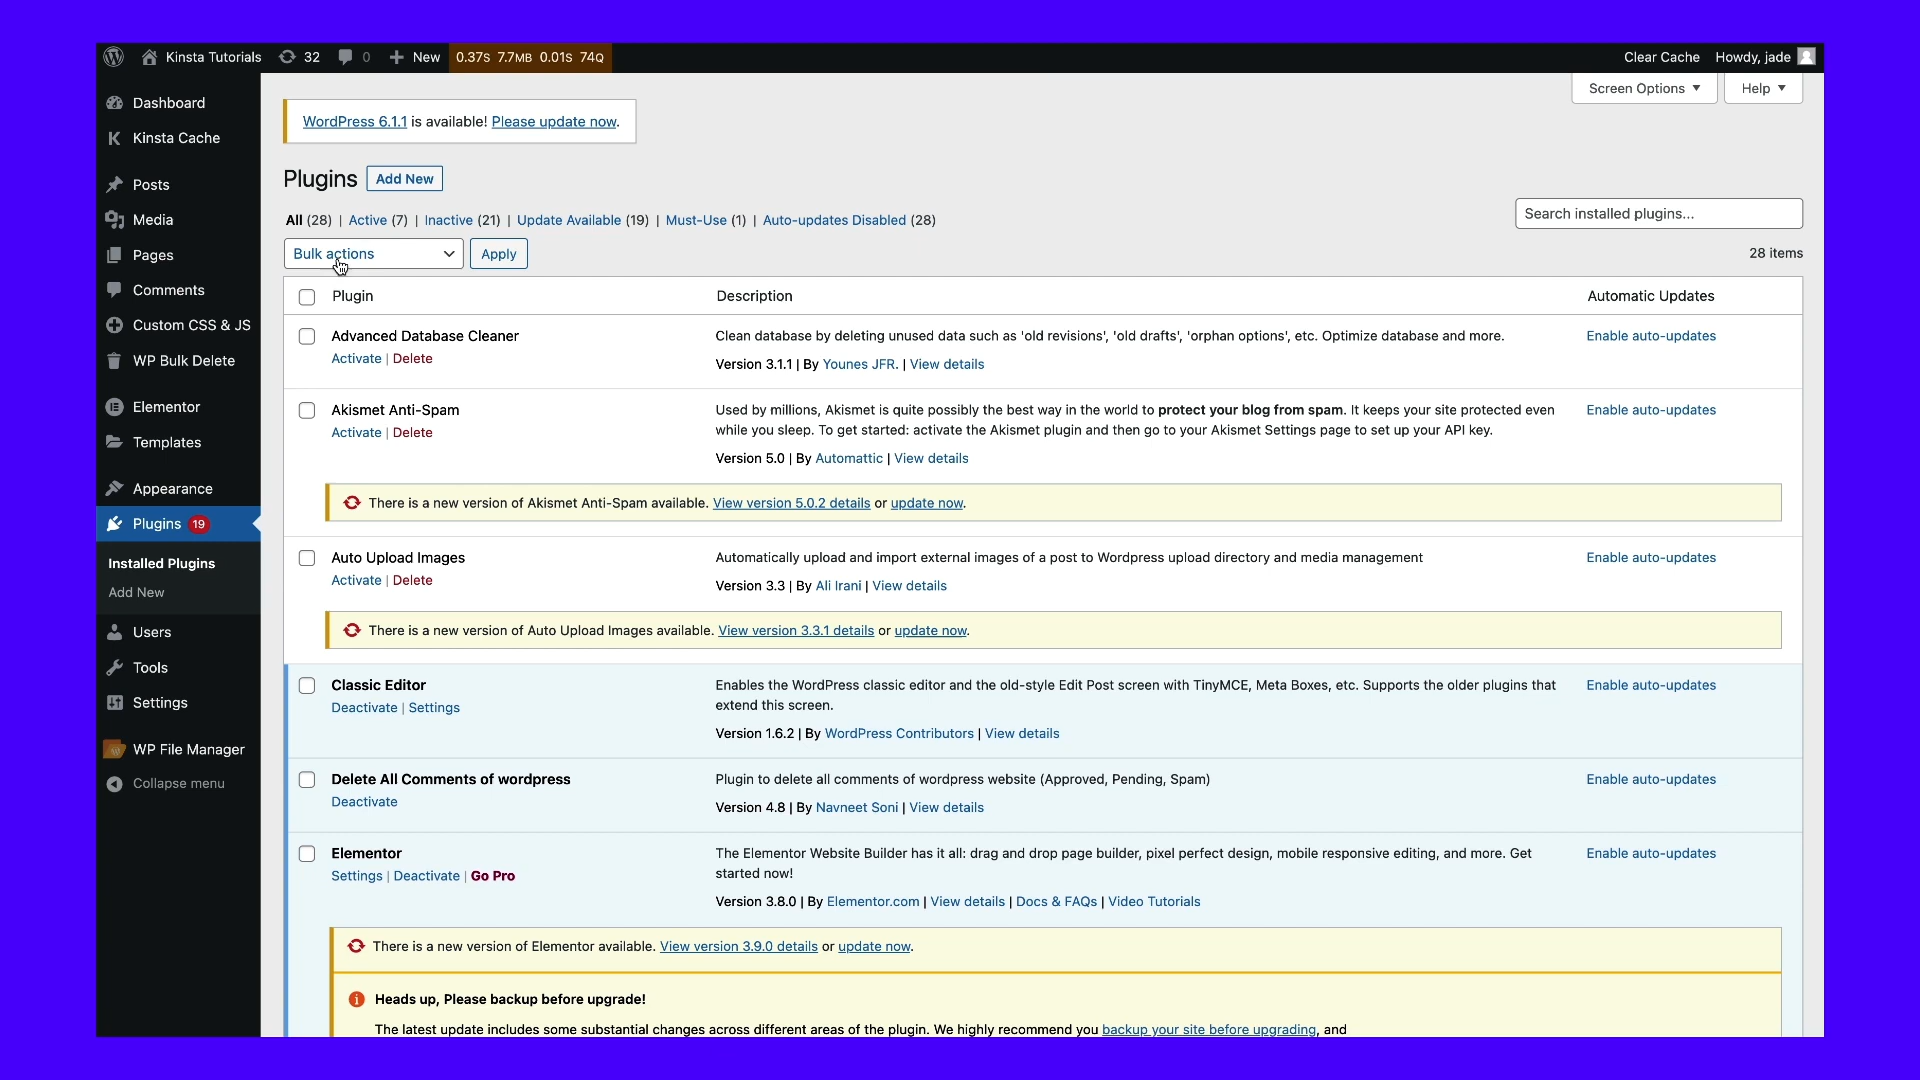 Kinsta Tutorials 32 0 New 0.37S 7.7MB 0.01S 74Q Clear Cache Howdy, jade
Screen Options Help
Dashboard
Kinsta Cache
Posts
Media
Pages
Comments
Custom CSS & JS
WP Bulk Delete
Elementor
Templates
Appearance
Plugins 19
Installed Plugins
Add New
Users
Tools
Settings
WP File Manager
Collapse menu
WordPress 6.1.1 is available! Please update now.
Plugins Add New
All (28) | Active (7) | Inactive (21) | Update Available (19) | Must-Use (1) | Auto-updates Disabled (28)
Search installed plugins...
Bulk actions Apply 28 items
Plugin Description Automatic Updates
Advanced Database Cleaner
Activate | Delete
Clean database by deleting unused data such as 'old revisions', 'old drafts', 'orphan options', etc. Optimize database and more.
Version 3.1.1 | By Younes JFR. | View details
Enable auto-updates
Akismet Anti-Spam
Activate | Delete
Used by millions, Akismet is quite possibly the best way in the world to protect your blog from spam. It keeps your site protected even
while you sleep. To get started: activate the Akismet plugin and then go to your Akismet Settings page to set up your API key.
Version 5.0 | By Automattic | View details
Enable auto-updates
There is a new version of Akismet Anti-Spam available. View version 5.0.2 details or update now.
Auto Upload Images
Activate | Delete
Automatically upload and import external images of a post to Wordpress upload directory and media management
Version 3.3 | By Ali Irani | View details
Enable auto-updates
There is a new version of Auto Upload Images available. View version 3.3.1 details or update now.
Classic Editor
Deactivate | Settings
Enables the WordPress classic editor and the old-style Edit Post screen with TinyMCE, Meta Boxes, etc. Supports the older plugins that
extend this screen.
Version 1.6.2 | By WordPress Contributors | View details
Enable auto-updates
Delete All Comments of wordpress
Deactivate
Plugin to delete all comments of wordpress website (Approved, Pending, Spam)
Version 4.8 | By Navneet Soni | View details
Enable auto-updates
Elementor
Settings | Deactivate | Go Pro
The Elementor Website Builder has it all: drag and drop page builder, pixel perfect design, mobile responsive editing, and more. Get
started now!
Version 3.8.0 | By Elementor.com | View details | Docs & FAQs | Video Tutorials
Enable auto-updates
There is a new version of Elementor available. View version 3.9.0 details or update now.
Heads up, Please backup before upgrade!
The latest update includes some substantial changes across different areas of the plugin. We highly recommend you backup your site before upgrading, and